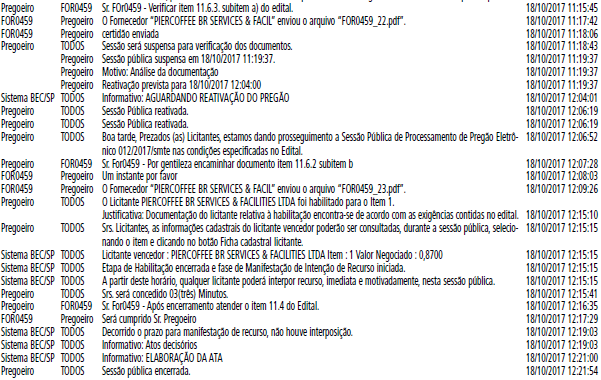 Pregoeiro FOR0459 Sr. FOr0459 - Verificar item 11.6.3. subitem a) do edital. 18/10/2017 11:15:45
FOR0459 Pregoeiro O Fornecedor "PIERCOFFEE BR SERVICES & FACIL" enviou o arquivo "FOR0459_22.pdf". 18/10/2017 11:17:42
FOR0459 Pregoeiro certidão enviada 18/10/2017 11:18:06
Pregoeiro TODOS Sessão será suspensa para verificação dos documentos. 18/10/2017 11:18:43
Pregoeiro Sessão pública suspensa em 18/10/2017 11:19:37. 18/10/2017 11:19:37
Pregoeiro Motivo: Análise da documentação 18/10/2017 11:19:37
Pregoeiro Reativação prevista para 18/10/2017 12:04:00 18/10/2017 11:19:37
Sistema BEC/SP TODOS Informativo: AGUARDANDO REATIVAÇÃO DO PREGÃO 18/10/2017 12:04:01
Pregoeiro TODOS Sessão Pública reativada. 18/10/2017 12:06:19
Pregoeiro TODOS Sessão Pública reativada. 18/10/2017 12:06:19
Pregoeiro TODOS Boa tarde, Prezados (as) Licitantes, estamos dando prosseguimento a Sessão Pública de Processamento de Pregão Eletrô- 18/10/2017 12:06:52
nico 012/2017/smte nas condições especificadas no Edital.
Pregoeiro FOR0459 Sr. For0459 - Por gentileza encaminhar documento item 11.6.2 subitem b 18/10/2017 12:07:28
FOR0459 Pregoeiro Um instante por favor 18/10/2017 12:08:03
FOR0459 Pregoeiro O Fornecedor "PIERCOFFEE BR SERVICES & FACIL" enviou o arquivo "FOR0459_23.pdf". 18/10/2017 12:09:26
Pregoeiro TODOS O Licitante PIERCOFFEE BR SERVICES & FACILITIES LTDA foi habilitado para o Item 1.
Justificativa: Documentação do licitante relativa à habilitação encontra-se de acordo com as exigências contidas no edital. 18/10/2017 12:15:10
Pregoeiro TODOS Srs. Licitantes, as informações cadastrais do licitante vencedor poderão ser consultadas, durante a sessão pública, selecio- 18/10/2017 12:15:15
nando o item e clicando no botão Ficha cadastral licitante.
Sistema BEC/SP TODOS Licitante vencedor : PIERCOFFEE BR SERVICES & FACILITIES LTDA Item : 1 Valor Negociado : 0,8700 18/10/2017 12:15:15
Sistema BEC/SP TODOS Etapa de Habilitação encerrada e fase de Manifestação de Intenção de Recurso iniciada. 18/10/2017 12:15:15
Sistema BEC/SP TODOS A partir deste horário, qualquer licitante poderá interpor recurso, imediata e motivadamente, nesta sessão pública. 18/10/2017 12:15:15
Pregoeiro TODOS Srs. será concedido 03(três) Minutos. 18/10/2017 12:15:41
Pregoeiro FOR0459 Sr. For0459 - Após encerramento atender o item 11.4 do Edital. 18/10/2017 12:16:35
FOR0459 Pregoeiro Será cumprido Sr. Pregoeiro 18/10/2017 12:17:29
Sistema BEC/SP TODOS Decorrido o prazo para manifestação de recurso, não houve interposição. 18/10/2017 12:19:03
Sistema BEC/SP TODOS Informativo: Atos decisórios 18/10/2017 12:19:03
Sistema BEC/SP TODOS Informativo: ELABORAÇÃO DA ATA 18/10/2017 12:21:00
Pregoeiro TODOS Sessão pública encerrada. 18/10/2017 12:21:54